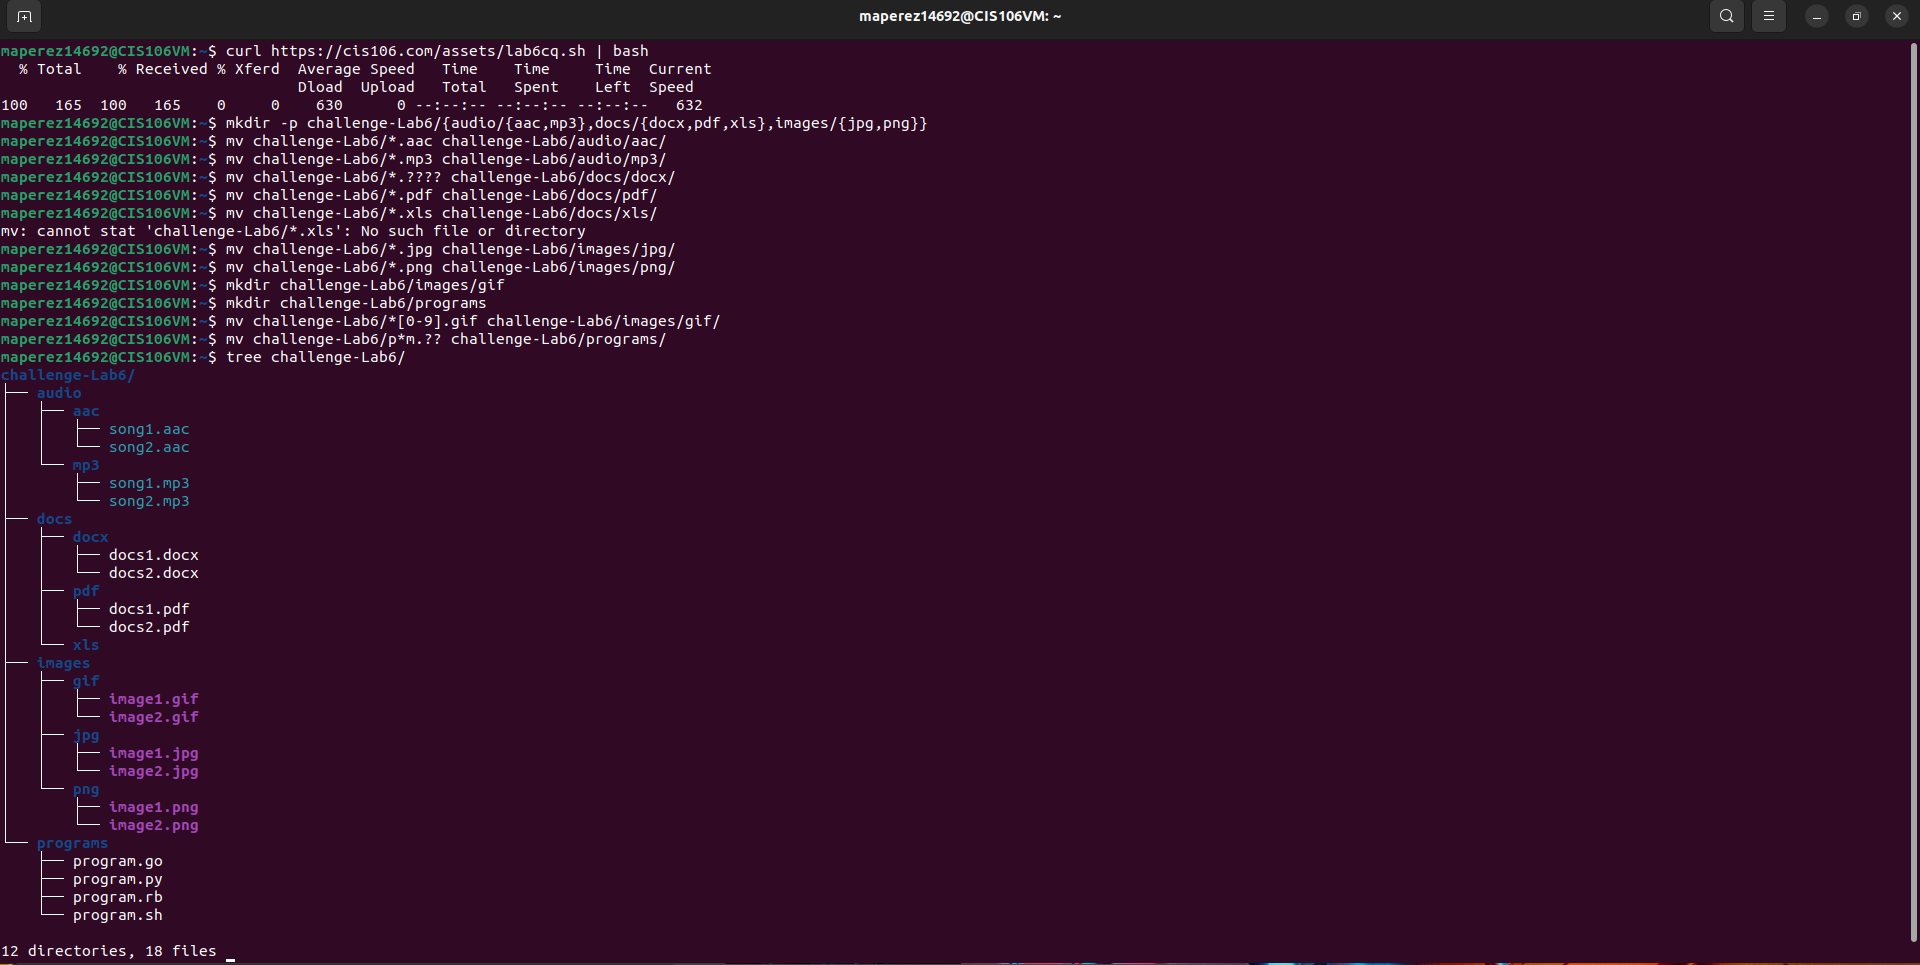 maperez14692@CIS106VM: ~
maperez14692@CIS106VM:~$ curl https://cis106.com/assets/lab6cq.sh | bash
  % Total    % Received % Xferd  Average Speed   Time    Time     Time  Current
                                 Dload  Upload   Total   Spent    Left  Speed
100   165  100   165    0     0    630      0 --:--:-- --:--:-- --:--:--   632
maperez14692@CIS106VM:~$ mkdir -p challenge-Lab6/{audio/{aac,mp3},docs/{docx,pdf,xls},images/{jpg,png}}
maperez14692@CIS106VM:~$ mv challenge-Lab6/*.aac challenge-Lab6/audio/aac/
maperez14692@CIS106VM:~$ mv challenge-Lab6/*.mp3 challenge-Lab6/audio/mp3/
maperez14692@CIS106VM:~$ mv challenge-Lab6/*.???? challenge-Lab6/docs/docx/
maperez14692@CIS106VM:~$ mv challenge-Lab6/*.pdf challenge-Lab6/docs/pdf/
maperez14692@CIS106VM:~$ mv challenge-Lab6/*.xls challenge-Lab6/docs/xls/
mv: cannot stat 'challenge-Lab6/*.xls': No such file or directory
maperez14692@CIS106VM:~$ mv challenge-Lab6/*.jpg challenge-Lab6/images/jpg/
maperez14692@CIS106VM:~$ mv challenge-Lab6/*.png challenge-Lab6/images/png/
maperez14692@CIS106VM:~$ mkdir challenge-Lab6/images/gif
maperez14692@CIS106VM:~$ mkdir challenge-Lab6/programs
maperez14692@CIS106VM:~$ mv challenge-Lab6/*[0-9].gif challenge-Lab6/images/gif/
maperez14692@CIS106VM:~$ mv challenge-Lab6/p*m.?? challenge-Lab6/programs/
maperez14692@CIS106VM:~$ tree challenge-Lab6/
challenge-Lab6/
├── audio
│   ├── aac
│   │   ├── song1.aac
│   │   └── song2.aac
│   └── mp3
│       ├── song1.mp3
│       └── song2.mp3
├── docs
│   ├── docx
│   │   ├── docs1.docx
│   │   └── docs2.docx
│   ├── pdf
│   │   ├── docs1.pdf
│   │   └── docs2.pdf
│   └── xls
├── images
│   ├── gif
│   │   ├── image1.gif
│   │   └── image2.gif
│   ├── jpg
│   │   ├── image1.jpg
│   │   └── image2.jpg
│   └── png
│       ├── image1.png
│       └── image2.png
└── programs
    ├── program.go
    ├── program.py
    ├── program.rb
    └── program.sh
12 directories, 18 files